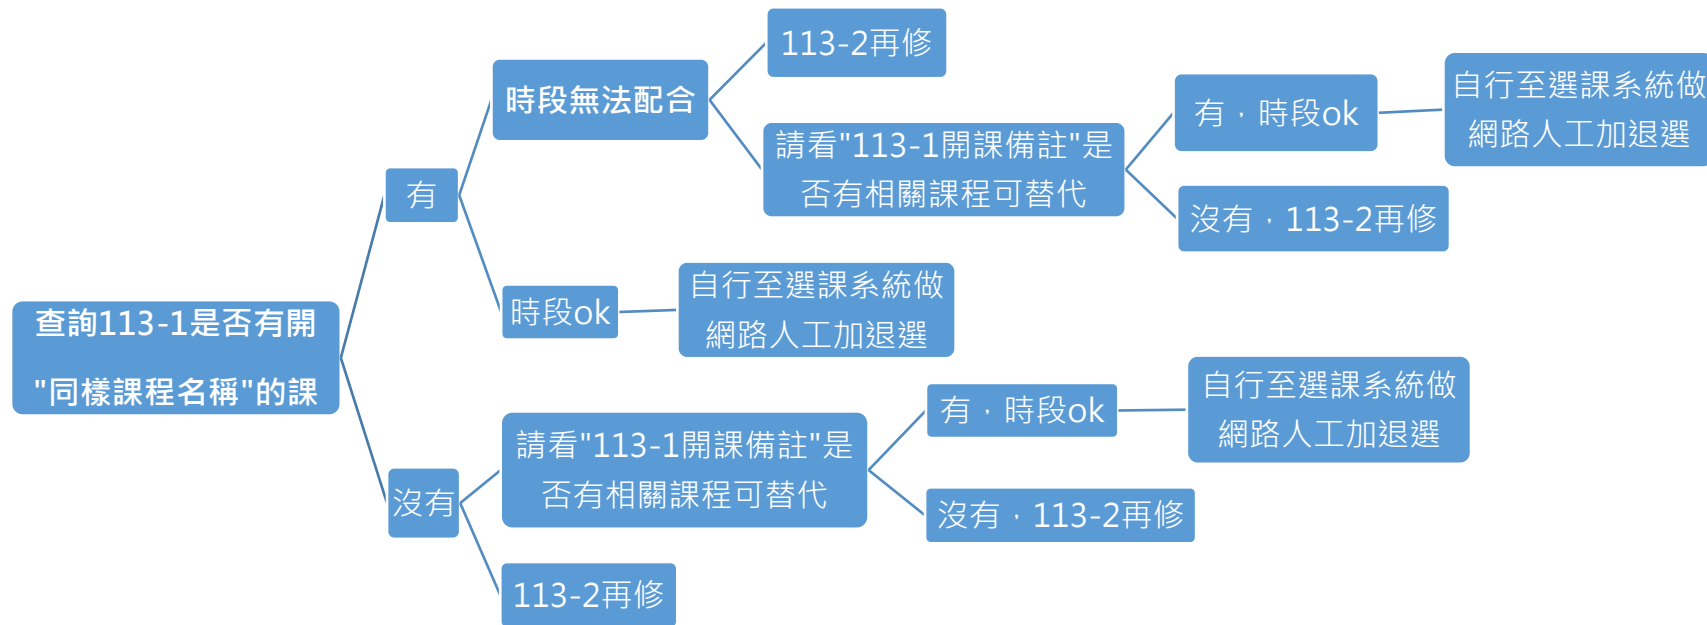 查詢113-1是否有開
"同樣課程名稱"的課
有
時段無法配合
113-2再修
請看"113-1開課備註"是
否有相關課程可替代
有，時段ok
自行至選課系統做
網路人工加退選
沒有，113-2再修
時段ok
自行至選課系統做
網路人工加退選
沒有
請看"113-1開課備註"是
否有相關課程可替代
有，時段ok
自行至選課系統做
網路人工加退選
沒有，113-2再修
113-2再修